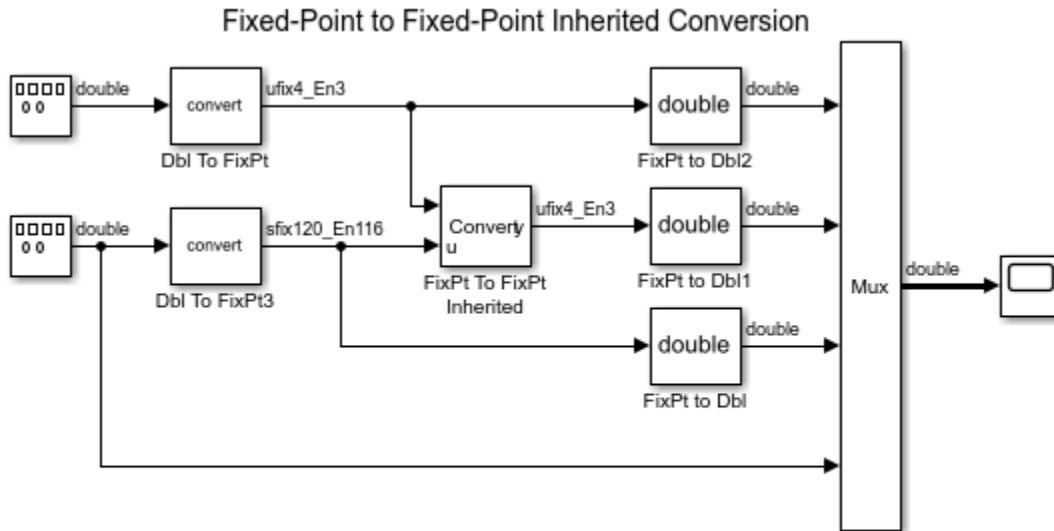 Fixed-Point to Fixed-Point Inherited Conversion
double
convert
ufix4_En3
Dbl To FixPt
double
double
FixPt to Dbl2
double
convert
sfix120_En116
Dbl To FixPt3
Convert
y
u
ufix4_En3
FixPt To FixPt
Inherited
double
double
FixPt to Dbl1
double
double
FixPt to Dbl
Mux
double